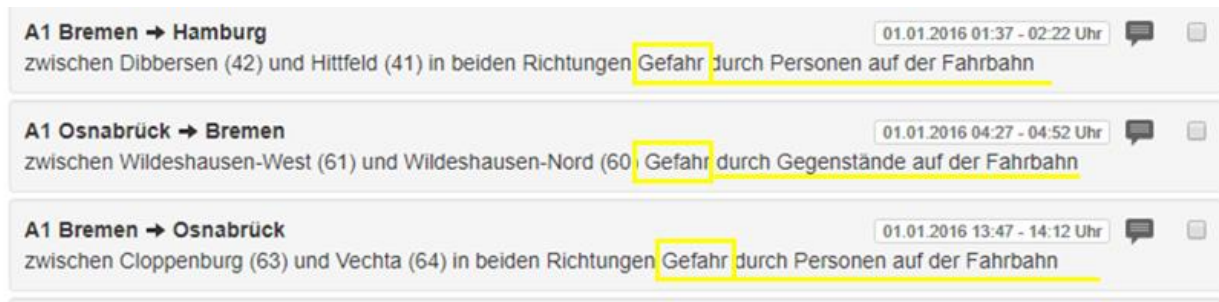 A1 Bremen ➔ Hamburg 01.01.2016 01:37 - 02:22 Uhr
zwischen Dibbersen (42) und Hittfeld (41) in beiden Richtungen Gefahr durch Personen auf der Fahrbahn
A1 Osnabrück ➔ Bremen 01.01.2016 04:27 - 04:52 Uhr
zwischen Wildeshausen-West (61) und Wildeshausen-Nord (60) Gefahr durch Gegenstände auf der Fahrbahn
A1 Bremen ➔ Osnabrück 01.01.2016 13:47 - 14:12 Uhr
zwischen Cloppenburg (63) und Vechta (64) in beiden Richtungen Gefahr durch Personen auf der Fahrbahn